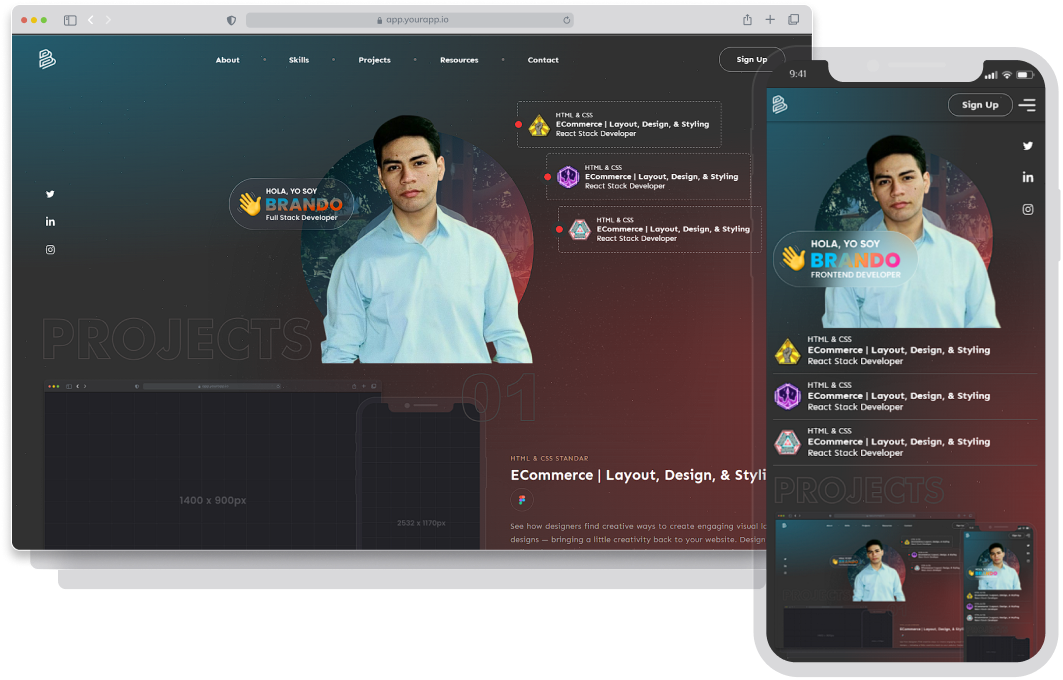 app.yourapp.io
About
Skills
Projects
Resources
Contact
Sign Up
HTML & CSS
ECommerce | Layout, Design, & Styling
React Stack Developer
HTML & CSS
ECommerce | Layout, Design, & Styling
React Stack Developer
HTML & CSS
ECommerce | Layout, Design, & Styling
React Stack Developer
HOLA, YO SOY
BRANDO
Full Stack Developer
PROJECTS
01
1400 x 900px
2532 x 1170px
HTML & CSS STANDAR
ECommerce | Layout, Design, & Styli
See how designers find creative ways to create engaging visual
designs — bringing a little creativity back to your website. Design
9:41
Sign Up
HOLA, YO SOY
BRANDO
FRONTEND DEVELOPER
HTML & CSS
ECommerce | Layout, Design, & Styling
React Stack Developer
HTML & CSS
ECommerce | Layout, Design, & Styling
React Stack Developer
HTML & CSS
ECommerce | Layout, Design, & Styling
React Stack Developer
PROJECTS